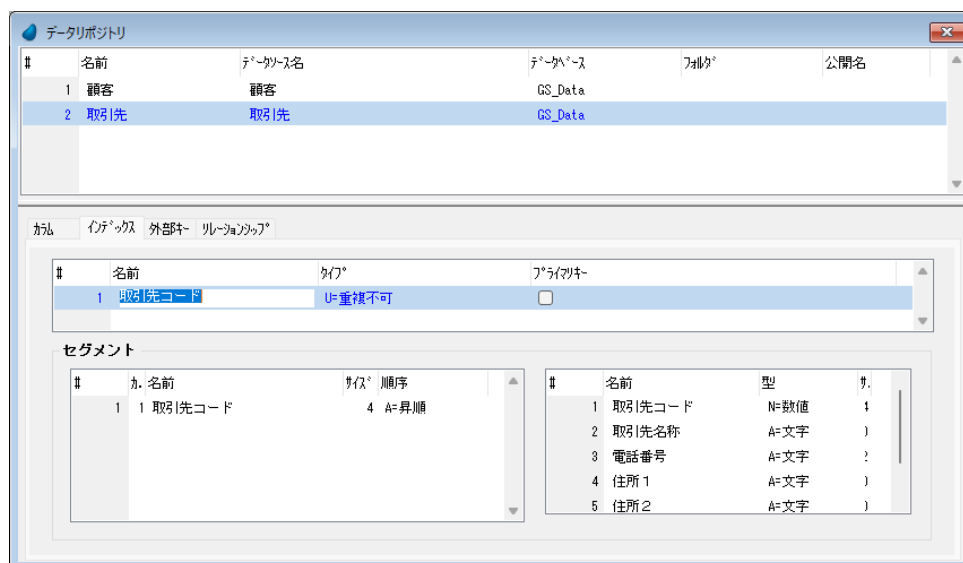 データリポジトリ
# 名前 ﾃﾞｰﾀｿｰｽ名 ﾃﾞｰﾀﾍﾞｰｽ ﾌｫﾙﾀﾞ 公開名
1 顧客 顧客 GS_Data
2 取引先 取引先 GS_Data
ｶﾗﾑ ｲﾝﾃﾞｯｸｽ 外部ｷｰ ﾘﾚｰｼｮﾝｼｯﾌﾟ
# 名前 ﾀｲﾌﾟ ﾌﾟﾗｲﾏﾘｷｰ
1 取引先コード U=重複不可
セグメント
# ｶ. 名前 ｻｲｽﾞ 順序
1 1 取引先コード 4 A=昇順
# 名前 型 ｻ.
1 取引先コード N=数値
2 取引先名称 A=文字
3 電話番号 A=文字
4 住所１ A=文字
5 住所２ A=文字